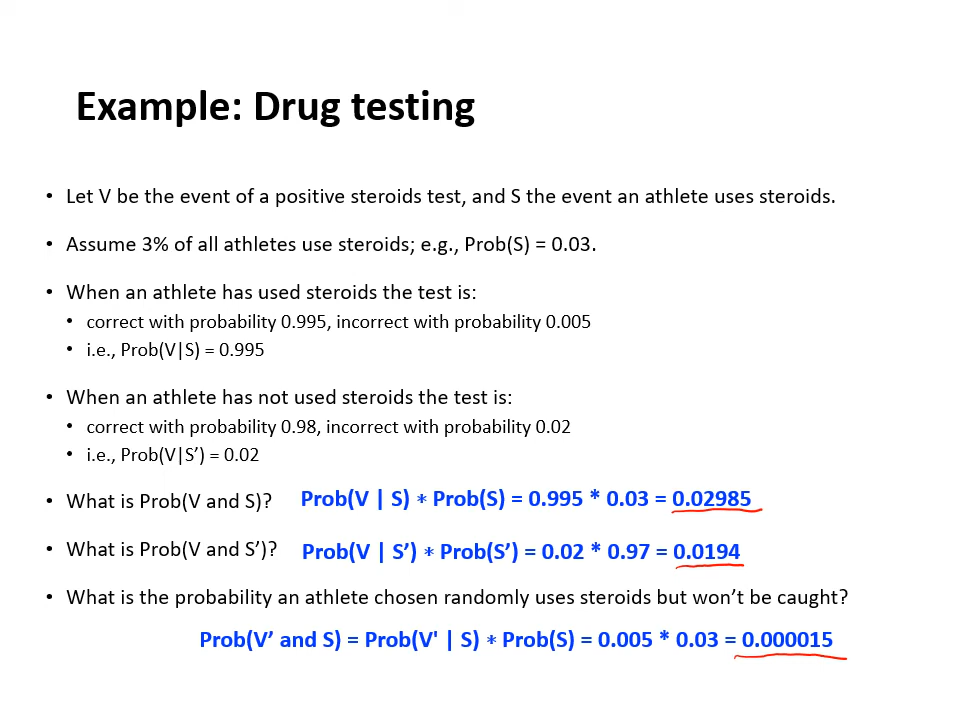 Example: Drug testing
• Let V be the event of a positive steroids test, and S the event an athlete uses steroids.
• Assume 3% of all athletes use steroids; e.g., Prob(S) = 0.03.
• When an athlete has used steroids the test is:
• correct with probability 0.995, incorrect with probability 0.005
• i.e., Prob(V|S) = 0.995
• When an athlete has not used steroids the test is:
• correct with probability 0.98, incorrect with probability 0.02
• i.e., Prob(V|S’) = 0.02
• What is Prob(V and S)? Prob(V | S) ∗ Prob(S) = 0.995 * 0.03 = 0.02985
• What is Prob(V and S’)? Prob(V | S’) ∗ Prob(S’) = 0.02 * 0.97 = 0.0194
• What is the probability an athlete chosen randomly uses steroids but won’t be caught?
Prob(V’ and S) = Prob(V' | S) ∗ Prob(S) = 0.005 * 0.03 = 0.000015